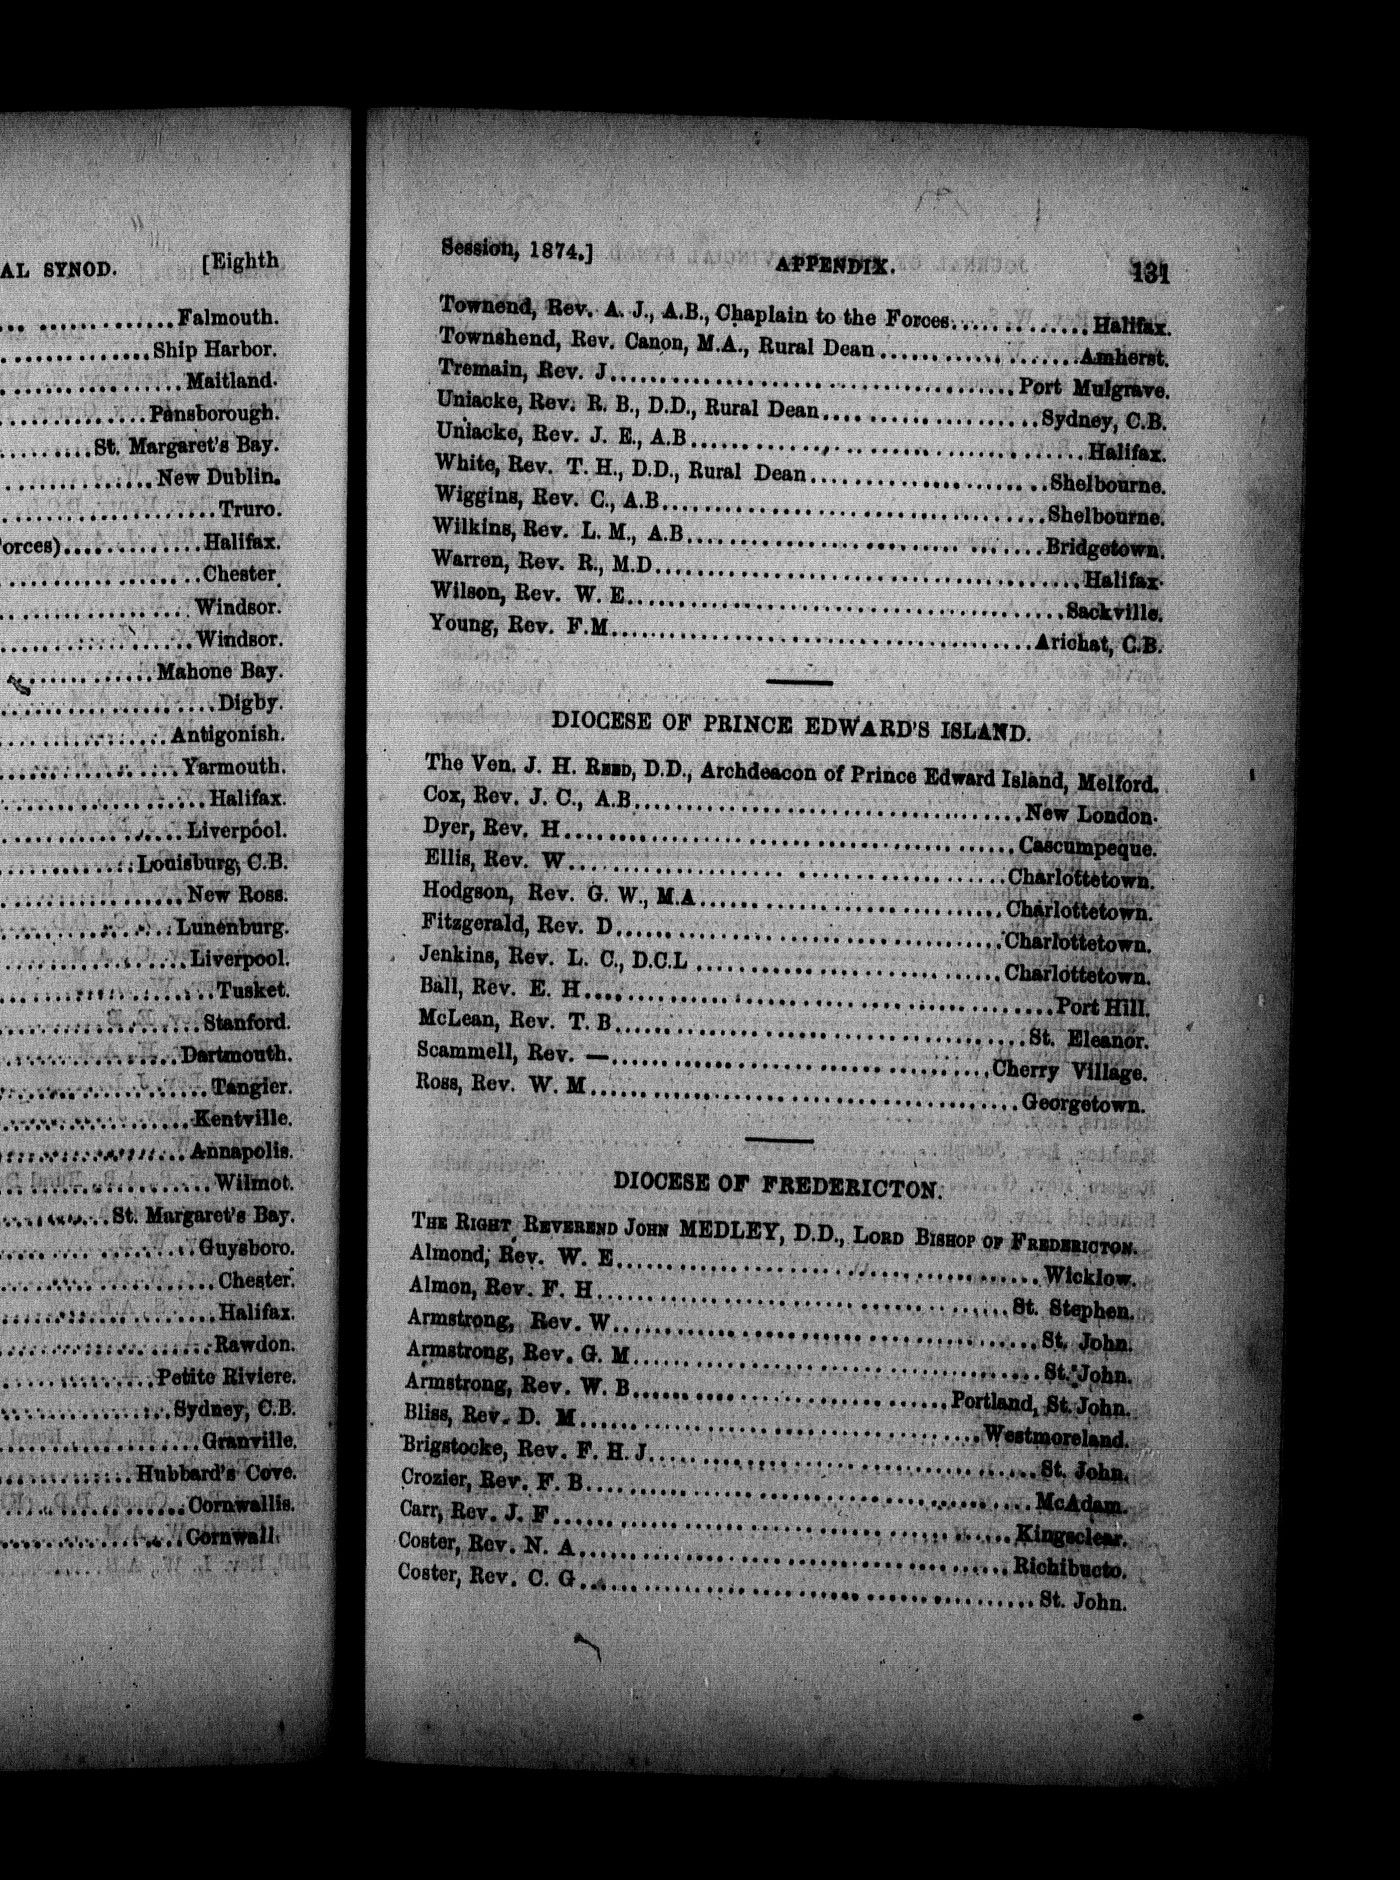 AL SYNOD. [Eighth
Falmouth.
Ship Harbor.
Maitland.
Pansborough.
St. Margaret's Bay.
New Dublin.
Truro.
orces).............Halifax.
Chester
Windsor.
Windsor.
Mahone Bay.
Digby.
Antigonish.
Yarmouth.
Halifax.
Liverpool.
Louisburg, C.B.
New Ross.
Lunenburg.
Liverpool.
Tusket.
Stanford.
Dartmouth.
Tangier.
Kentville.
Annapolis.
Wilmot.
St. Margaret's Bay.
Guysboro.
Chester.
Halifax.
Rawdon.
Petite Riviere.
Sydney, C.B.
Granville.
Hubbard's Cove.
Cornwallis.
Cornwall.
Session, 1874.] APPENDIX. 131
Townend, Rev. A. J., A.B., Chaplain to the Forces.............Halifax.
Townshend, Rev. Canon, M.A., Rural Dean.............Amherst.
Tremain, Rev. J.............Port Mulgrave.
Uniacke, Rev. R. B., D.D., Rural Dean.............Sydney, C.B.
Uniacke, Rev. J. E., A.B.............Halifax.
White, Rev. T. H., D.D., Rural Dean.............Shelbourne.
Wiggins, Rev. C., A.B.............Shelbourne.
Wilkins, Rev. L. M., A.B.............Bridgetown.
Warren, Rev. R., M.D.............Halifax.
Wilson, Rev. W. E.............Sackville.
Young, Rev. F.M.............Arichat, C.B.
DIOCESE OF PRINCE EDWARD'S ISLAND.
The Ven. J. H. REED, D.D., Archdeacon of Prince Edward Island, Melford.
Cox, Rev. J. C., A.B.............New London.
Dyer, Rev. H.............Cascumpeque.
Ellis, Rev. W.............Charlottetown.
Hodgson, Rev. G. W., M.A.............Charlottetown.
Fitzgerald, Rev. D.............Charlottetown.
Jenkins, Rev. L. C., D.C.L.............Charlottetown.
Ball, Rev. E. H.............Port Hill.
McLean, Rev. T. B.............St. Eleanor.
Scammell, Rev. —.............Cherry Village.
Ross, Rev. W. M.............Georgetown.
DIOCESE OF FREDERICTON.
THE RIGHT REVEREND JOHN MEDLEY, D.D., LORD BISHOP OF FREDERICTON.
Almond, Rev. W. E.............Wicklow.
Almon, Rev. F. H.............St. Stephen.
Armstrong, Rev. W.............St. John.
Armstrong, Rev. G. M.............St. John.
Armstrong, Rev. W. B.............Portland, St. John.
Bliss, Rev. D. M.............Westmoreland.
Brigstocke, Rev. F. H. J.............St. John.
Crozier, Rev. F. B.............McAdam.
Carr, Rev. J. F.............Kingsclear.
Coster, Rev. N. A.............Richibucto.
Coster, Rev. C. G.............St. John.